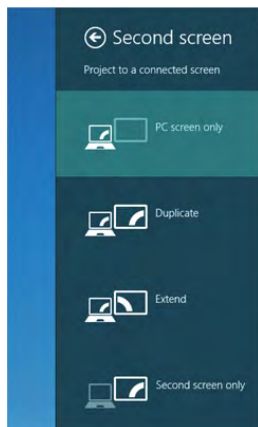 Second screen
Project to a connected screen
PC screen only
Duplicate
Extend
Second screen only